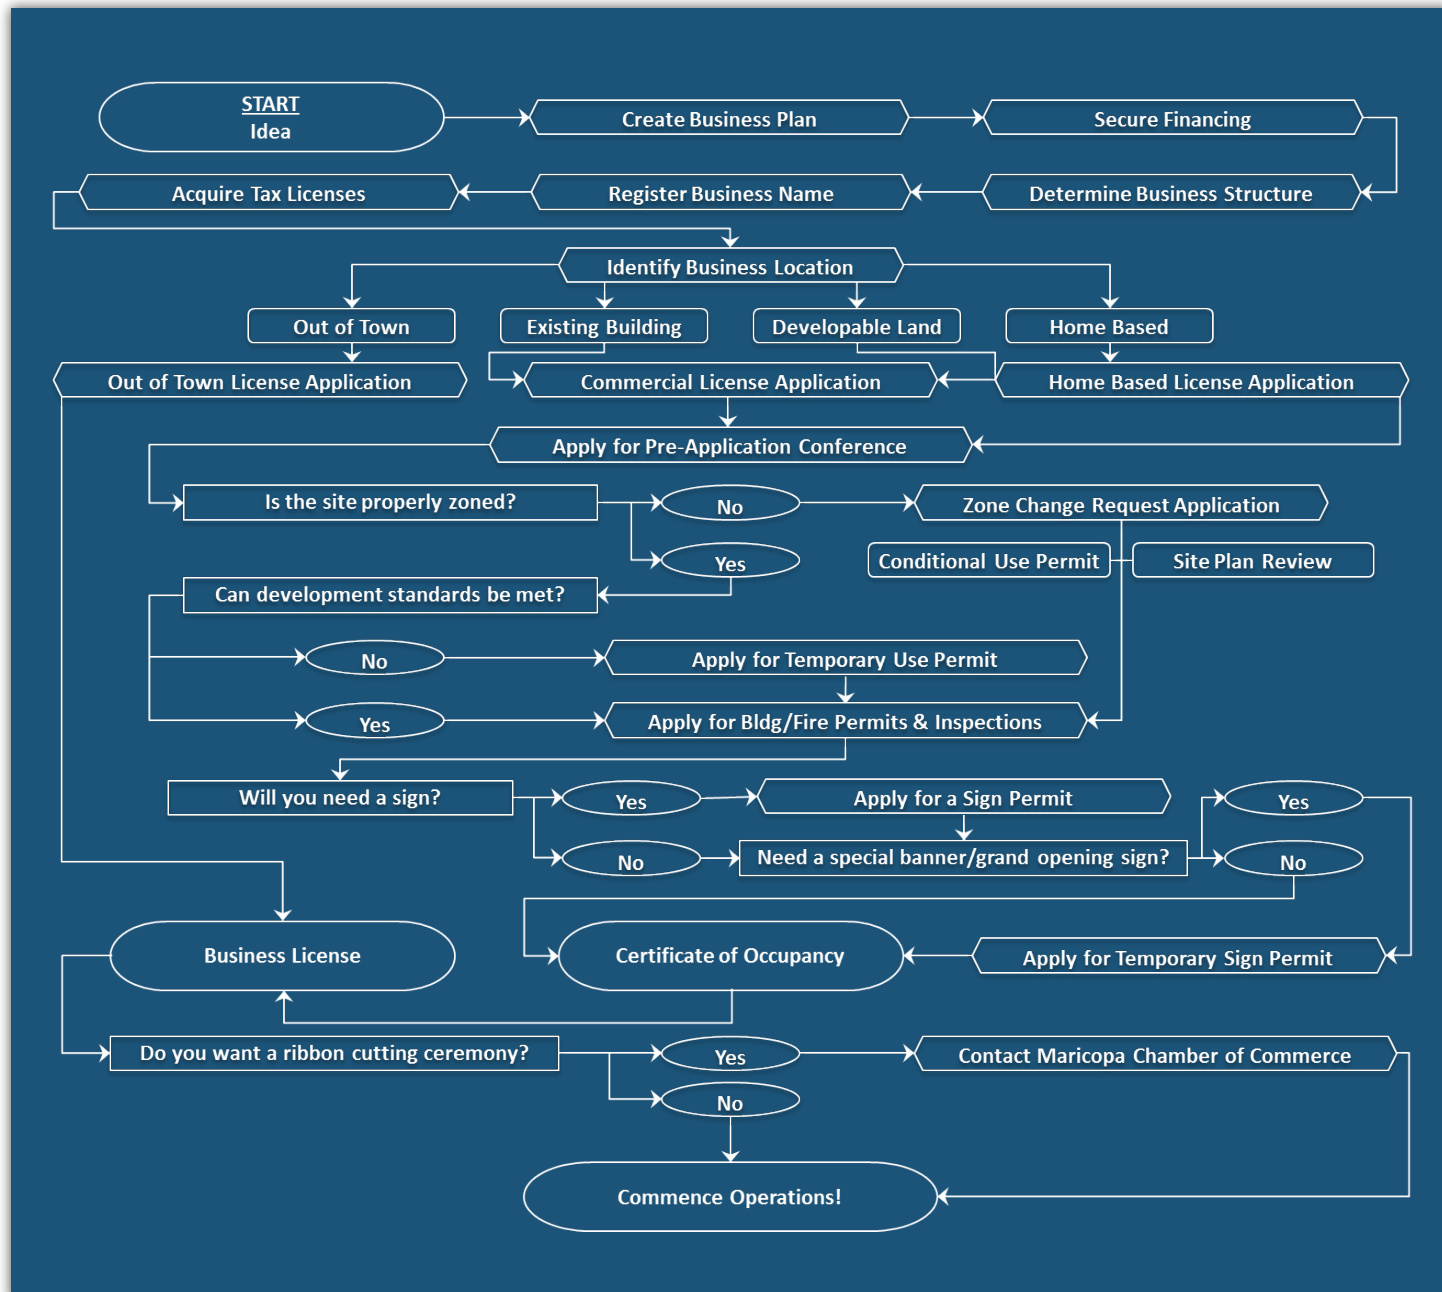 START
Idea
Create Business Plan
Secure Financing
Acquire Tax Licenses
Register Business Name
Determine Business Structure
Identify Business Location
Out of Town
Existing Building
Developable Land
Home Based
Out of Town License Application
Commercial License Application
Home Based License Application
Apply for Pre-Application Conference
Is the site properly zoned?
No
Zone Change Request Application
Yes
Conditional Use Permit
Site Plan Review
Can development standards be met?
No
Apply for Temporary Use Permit
Yes
Apply for Bldg/Fire Permits & Inspections
Will you need a sign?
Yes
Apply for a Sign Permit
Yes
No
Need a special banner/grand opening sign?
No
Business License
Certificate of Occupancy
Apply for Temporary Sign Permit
Do you want a ribbon cutting ceremony?
Yes
Contact Maricopa Chamber of Commerce
No
Commence Operations!